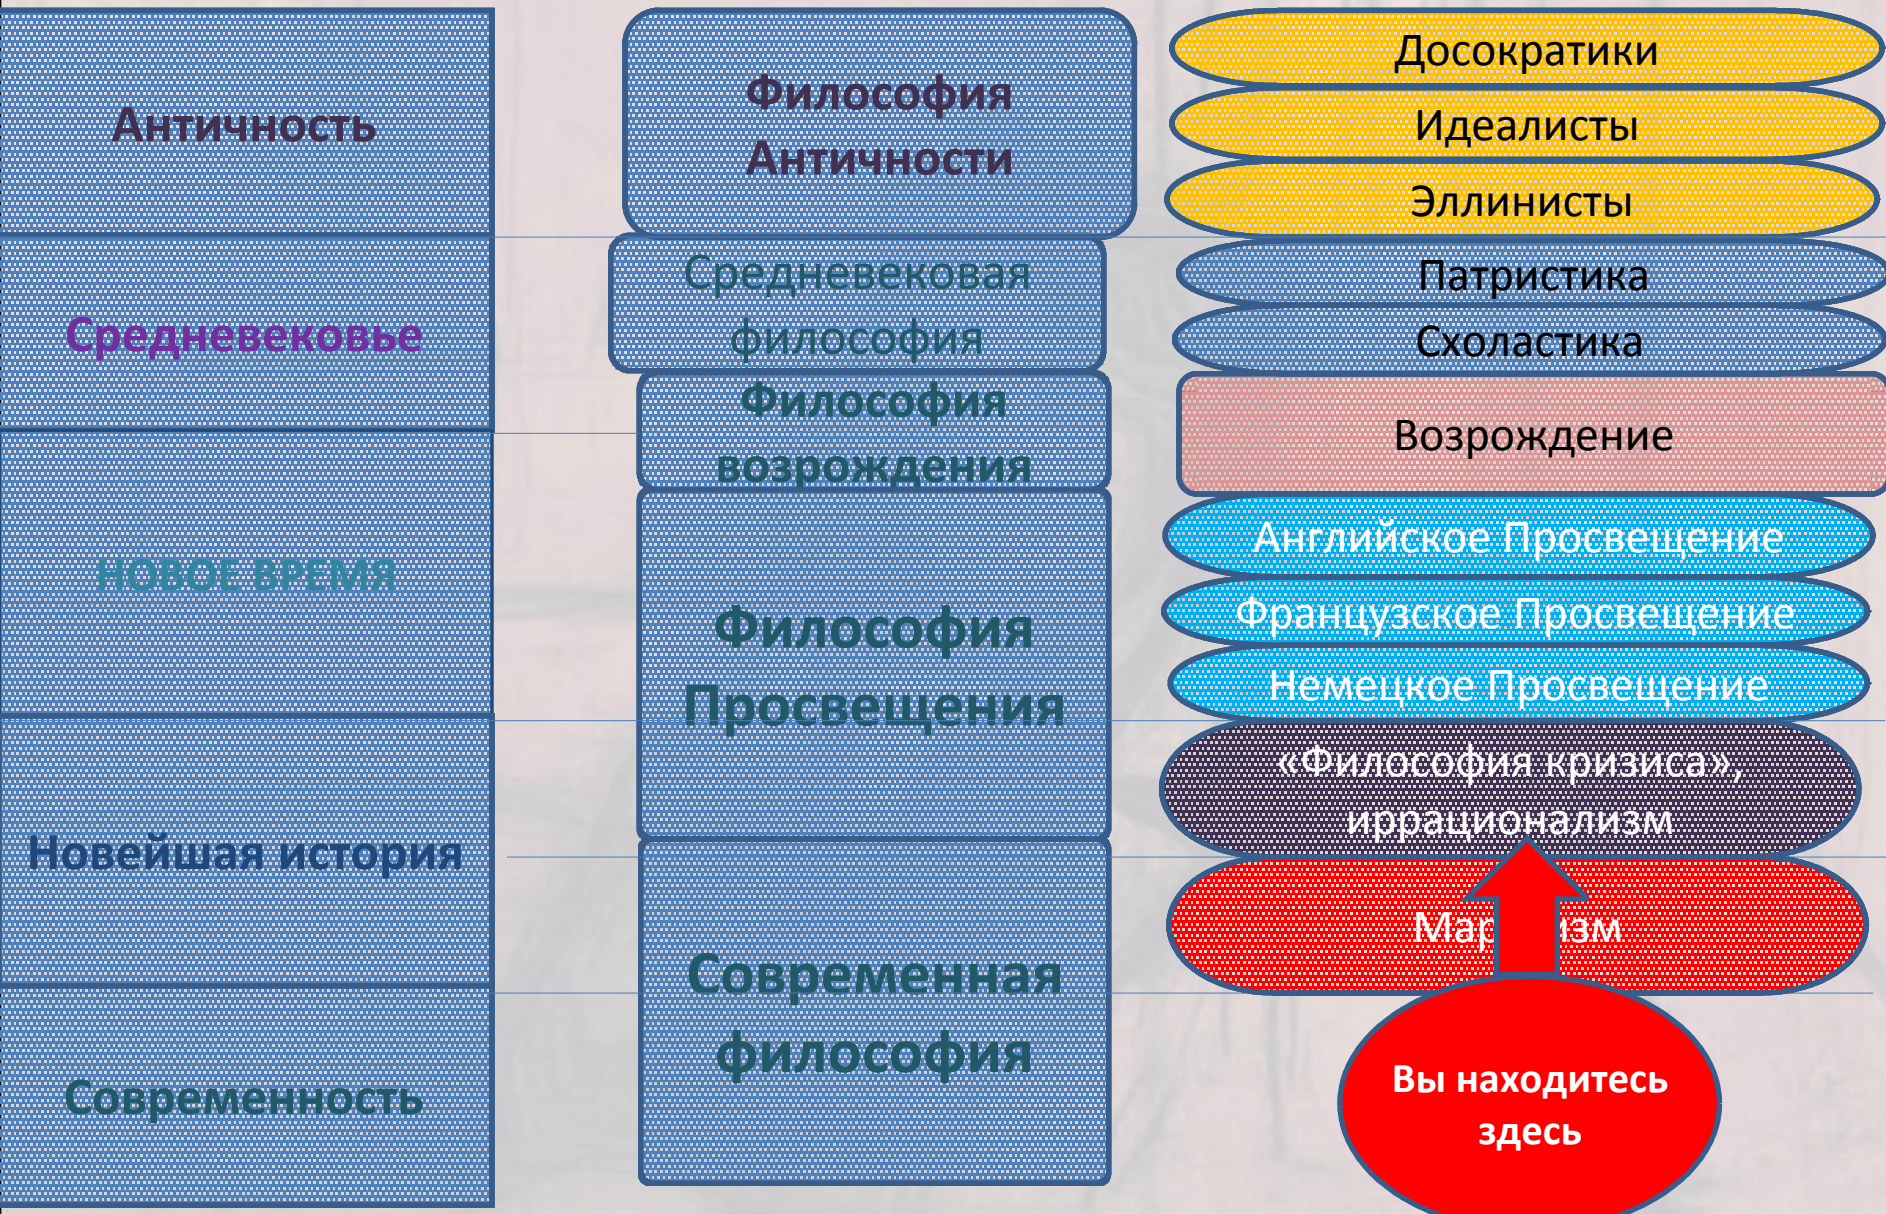 Античность
Средневековье
НОВОЕ ВРЕМЯ
Новейшая история
Современность
Философия
Античности
Средневековая
философия
Философия
возрождения
Философия
Просвещения
Современная
философия
Досократики
Идеалисты
Эллинисты
Патристика
Схоластика
Возрождение
Английское Просвещение
Французское Просвещение
Немецкое Просвещение
«Философия кризиса»,
иррационализм
Вы находитесь
здесь